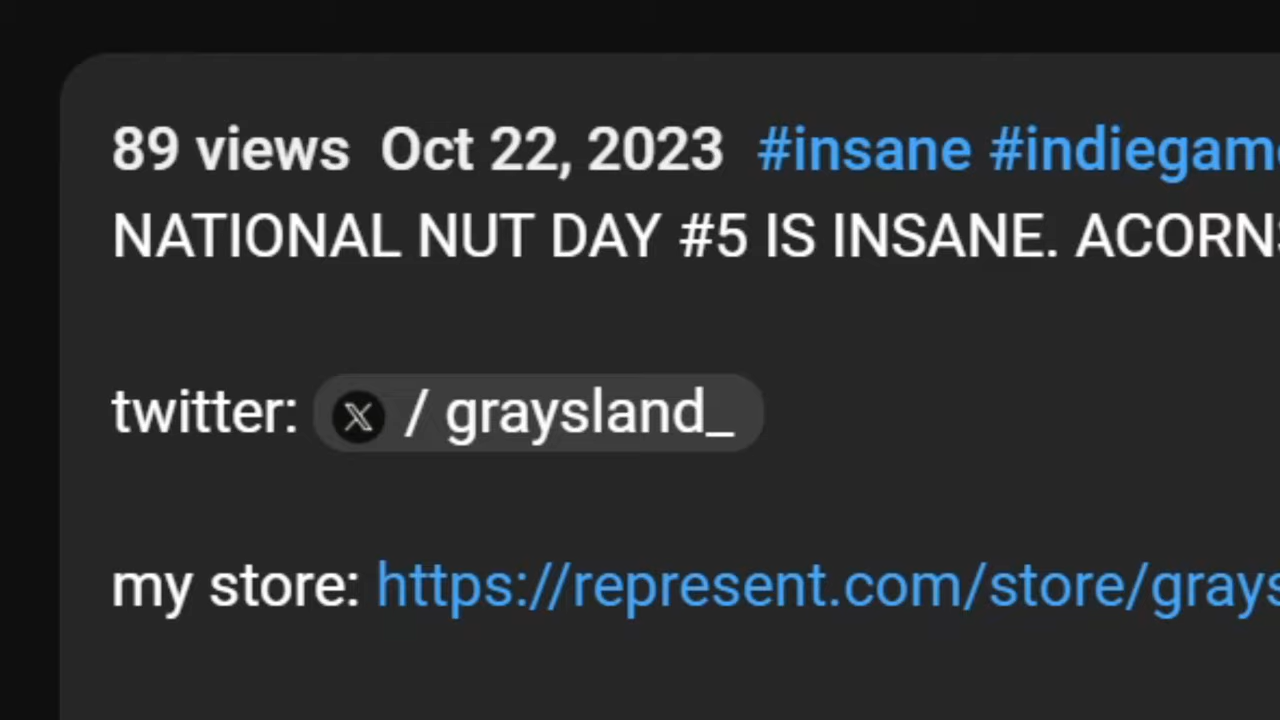 89 views Oct 22, 2023 #insane #indiegam
NATIONAL NUT DAY #5 IS INSANE. ACORNS
twitter: X / graysland_
my store: https://represent.com/store/grays